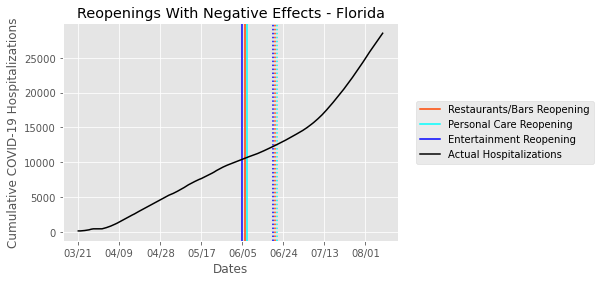 Reopenings With Negative Effects - Florida
Cumulative COVID-19 Hospitalizations
25000
20000
15000
10000
5000
0
03/21 04/09 04/28 05/17 06/05 06/24 07/13 08/01
Dates
Restaurants/Bars Reopening
Personal Care Reopening
Entertainment Reopening
Actual Hospitalizations